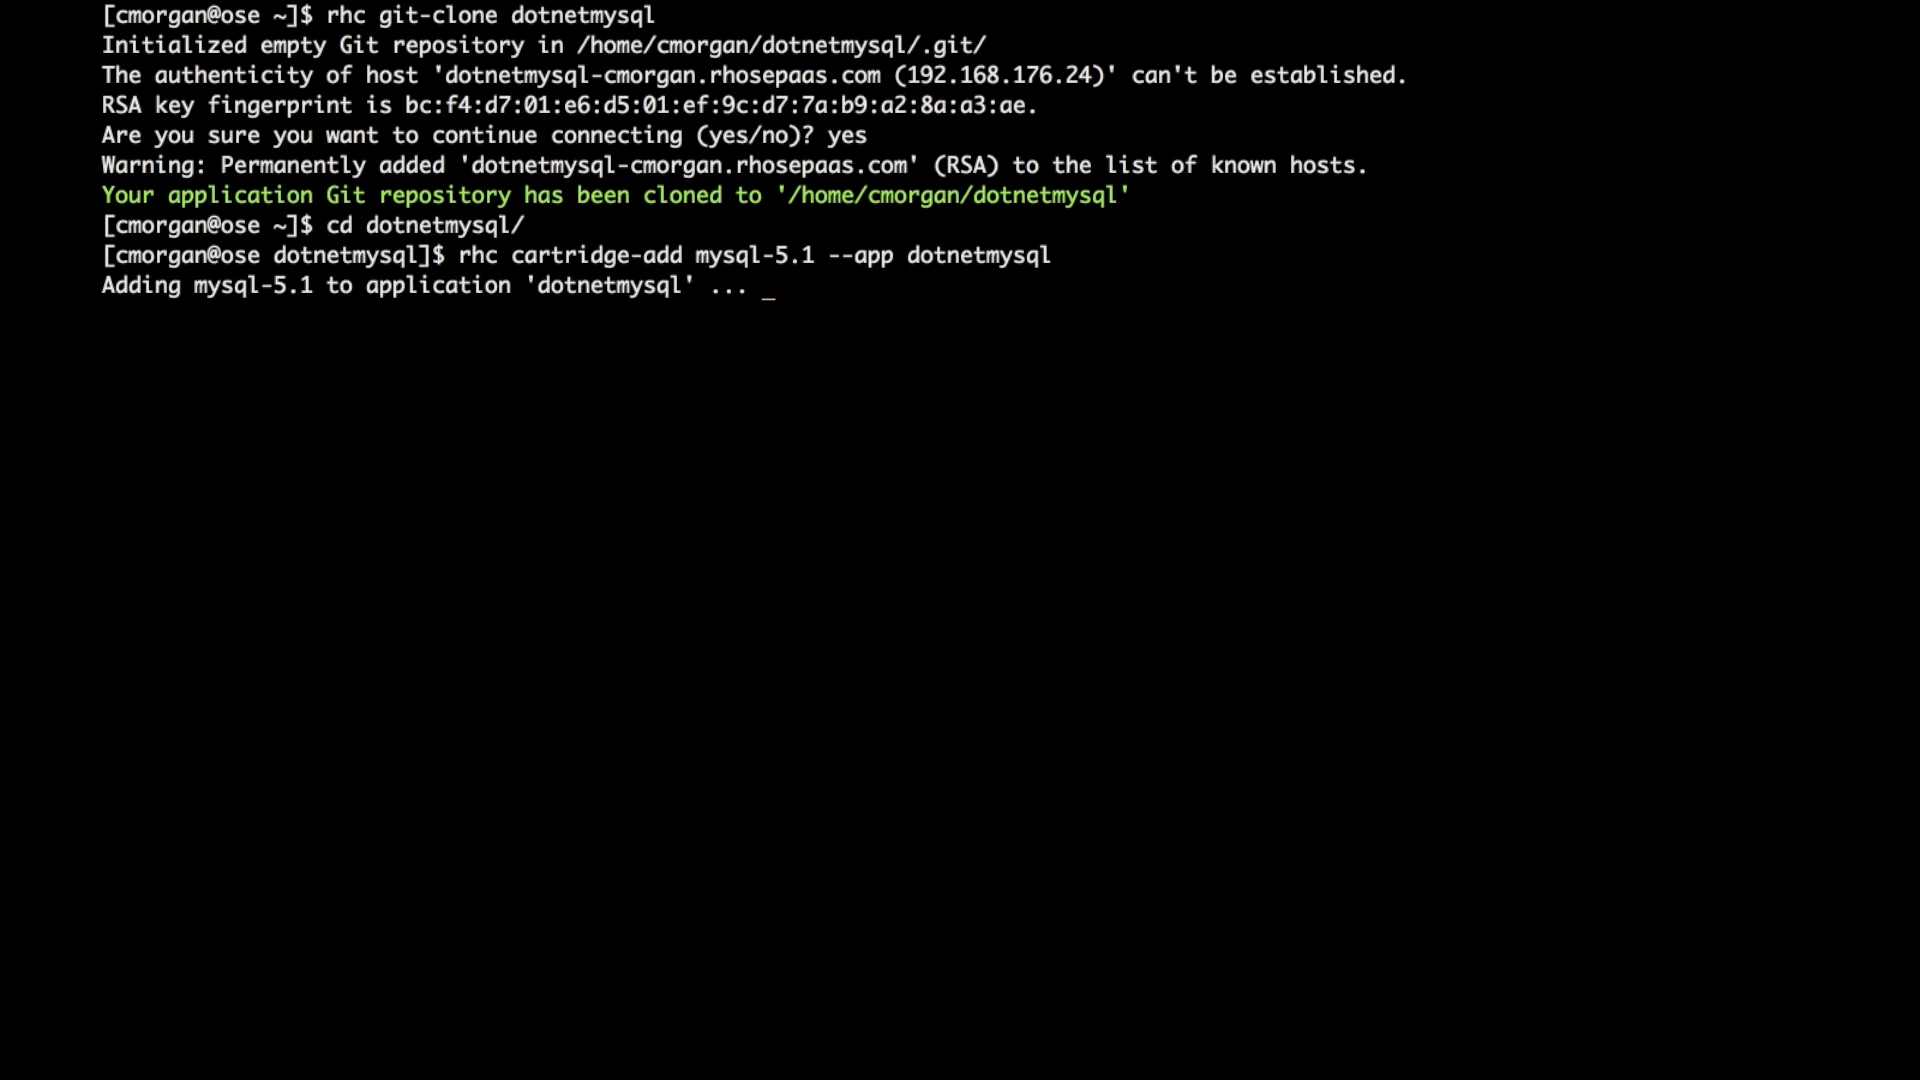 [cmorgan@ose ~]$ rhc git-clone dotnetmysql
Initialized empty Git repository in /home/cmorgan/dotnetmysql/.git/
The authenticity of host 'dotnetmysql-cmorgan.rhosepaas.com (192.168.176.24)' can't be established.
RSA key fingerprint is bc:f4:d7:01:e6:d5:01:ef:9c:d7:7a:b9:a2:8a:a3:ae.
Are you sure you want to continue connecting (yes/no)? yes
Warning: Permanently added 'dotnetmysql-cmorgan.rhosepaas.com' (RSA) to the list of known hosts.
Your application Git repository has been cloned to '/home/cmorgan/dotnetmysql'
[cmorgan@ose ~]$ cd dotnetmysql/
[cmorgan@ose dotnetmysql]$ rhc cartridge-add mysql-5.1 --app dotnetmysql
Adding mysql-5.1 to application 'dotnetmysql' ... _